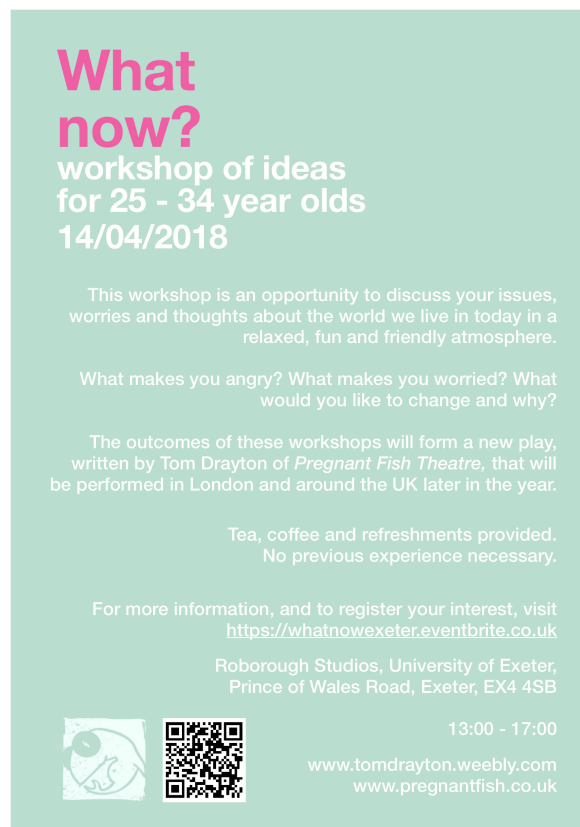 What
now?
workshop of ideas
for 25 - 34 year olds
14/04/2018
This workshop is an opportunity to discuss your issues,
worries and thoughts about the world we live in today in a
relaxed, fun and friendly atmosphere.
What makes you angry? What makes you worried? What
would you like to change and why?
The outcomes of these workshops will form a new play,
written by Tom Drayton of Pregnant Fish Theatre, that will
be performed in London and around the UK later in the year.
Tea, coffee and refreshments provided.
No previous experience necessary.
For more information, and to register your interest, visit
https://whatnowexeter.eventbrite.co.uk
Roborough Studios, University of Exeter,
Prince of Wales Road, Exeter, EX4 4SB
13:00 - 17:00
www.tomdrayton.weebly.com
www.pregnantfish.co.uk